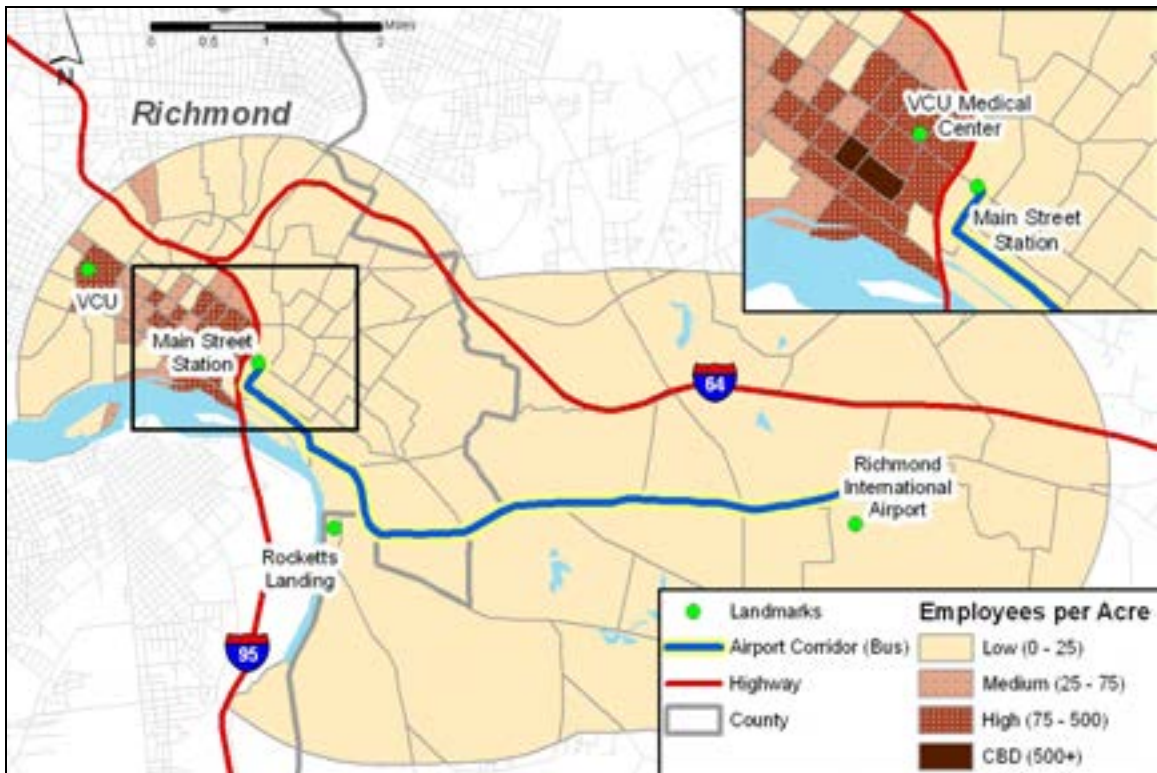 Miles
0
0.5
1
2
N
Richmond
VCU Medical
Center
Main Street
Station
VCU
Main Street
Station
64
Richmond
International
Airport
Rocketts
Landing
95
Landmarks
Airport Corridor (Bus)
Highway
County
Employees per Acre
Low (0 - 25)
Medium (25 - 75)
High (75 - 500)
CBD (500+)